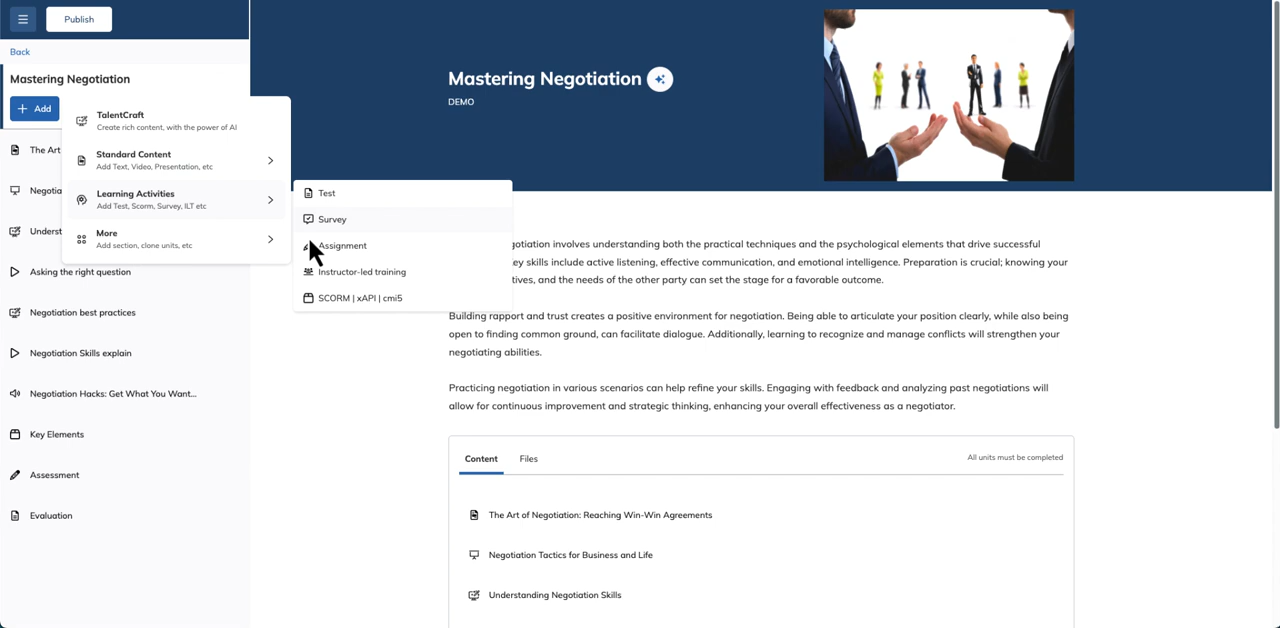 Publish
Back
Mastering Negotiation
Add
TalentCraft
Create rich content, with the power of AI
Standard Content
Add Text, Video, Presentation, etc
Learning Activities
Add Test, Scorm, Survey, ILT etc
More
Add section, clone units, etc
Test
Survey
Assignment
Instructor-led training
SCORM | xAPI | cmi5
The Art
Negotia
Underst
Asking the right question
Negotiation best practices
Negotiation Skills explain
Negotiation Hacks: Get What You Want...
Key Elements
Assessment
Evaluation
Mastering Negotiation
DEMO
gotiation involves understanding both the practical techniques and the psychological elements that drive successful
ey skills include active listening, effective communication, and emotional intelligence. Preparation is crucial; knowing your
tives, and the needs of the other party can set the stage for a favorable outcome.
Building rapport and trust creates a positive environment for negotiation. Being able to articulate your position clearly, while also being
open to finding common ground, can facilitate dialogue. Additionally, learning to recognize and manage conflicts will strengthen your
negotiating abilities.
Practicing negotiation in various scenarios can help refine your skills. Engaging with feedback and analyzing past negotiations will
allow for continuous improvement and strategic thinking, enhancing your overall effectiveness as a negotiator.
Content
Files
All units must be completed
The Art of Negotiation: Reaching Win-Win Agreements
Negotiation Tactics for Business and Life
Understanding Negotiation Skills